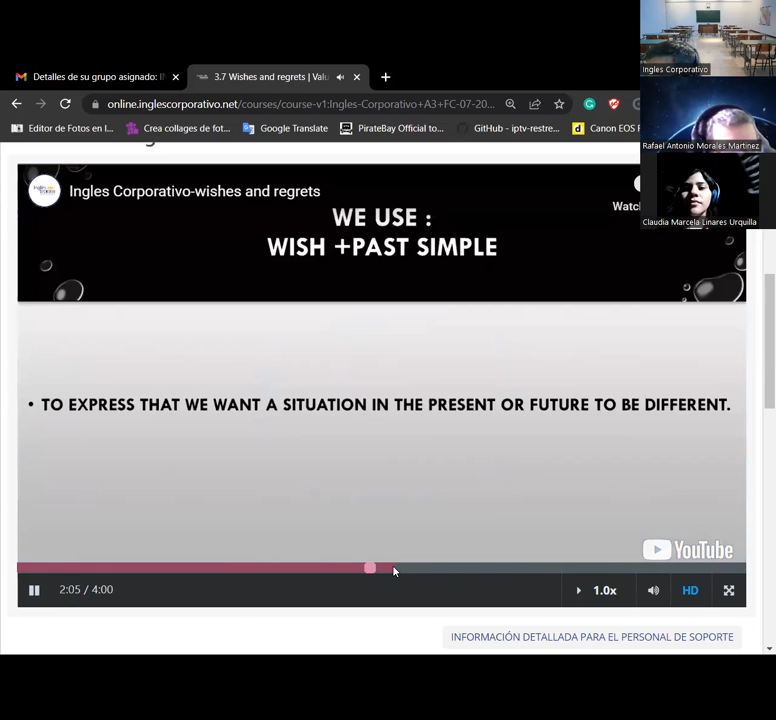 Ingles Corporativo
Detalles de su grupo asignado: I
3.7 Wishes and regrets | Valu
online.inglescorporativo.net/courses/course-v1:Ingles-Corporativo+A3+FC-07-20...
Editor de Fotos en l...
Crea collages de fot...
Google Translate
PirateBay Official to...
GitHub - iptv-restre...
Canon EOS F
Rafael Antonio Morales Martinez
Claudia Marcela Linares Urquilla
Ingles Corporativo-wishes and regrets
Watc
WE USE :
WISH +PAST SIMPLE
• TO EXPRESS THAT WE WANT A SITUATION IN THE PRESENT OR FUTURE TO BE DIFFERENT.
YouTube
2:05 / 4:00
1.0x
HD
INFORMACIÓN DETALLADA PARA EL PERSONAL DE SOPORTE